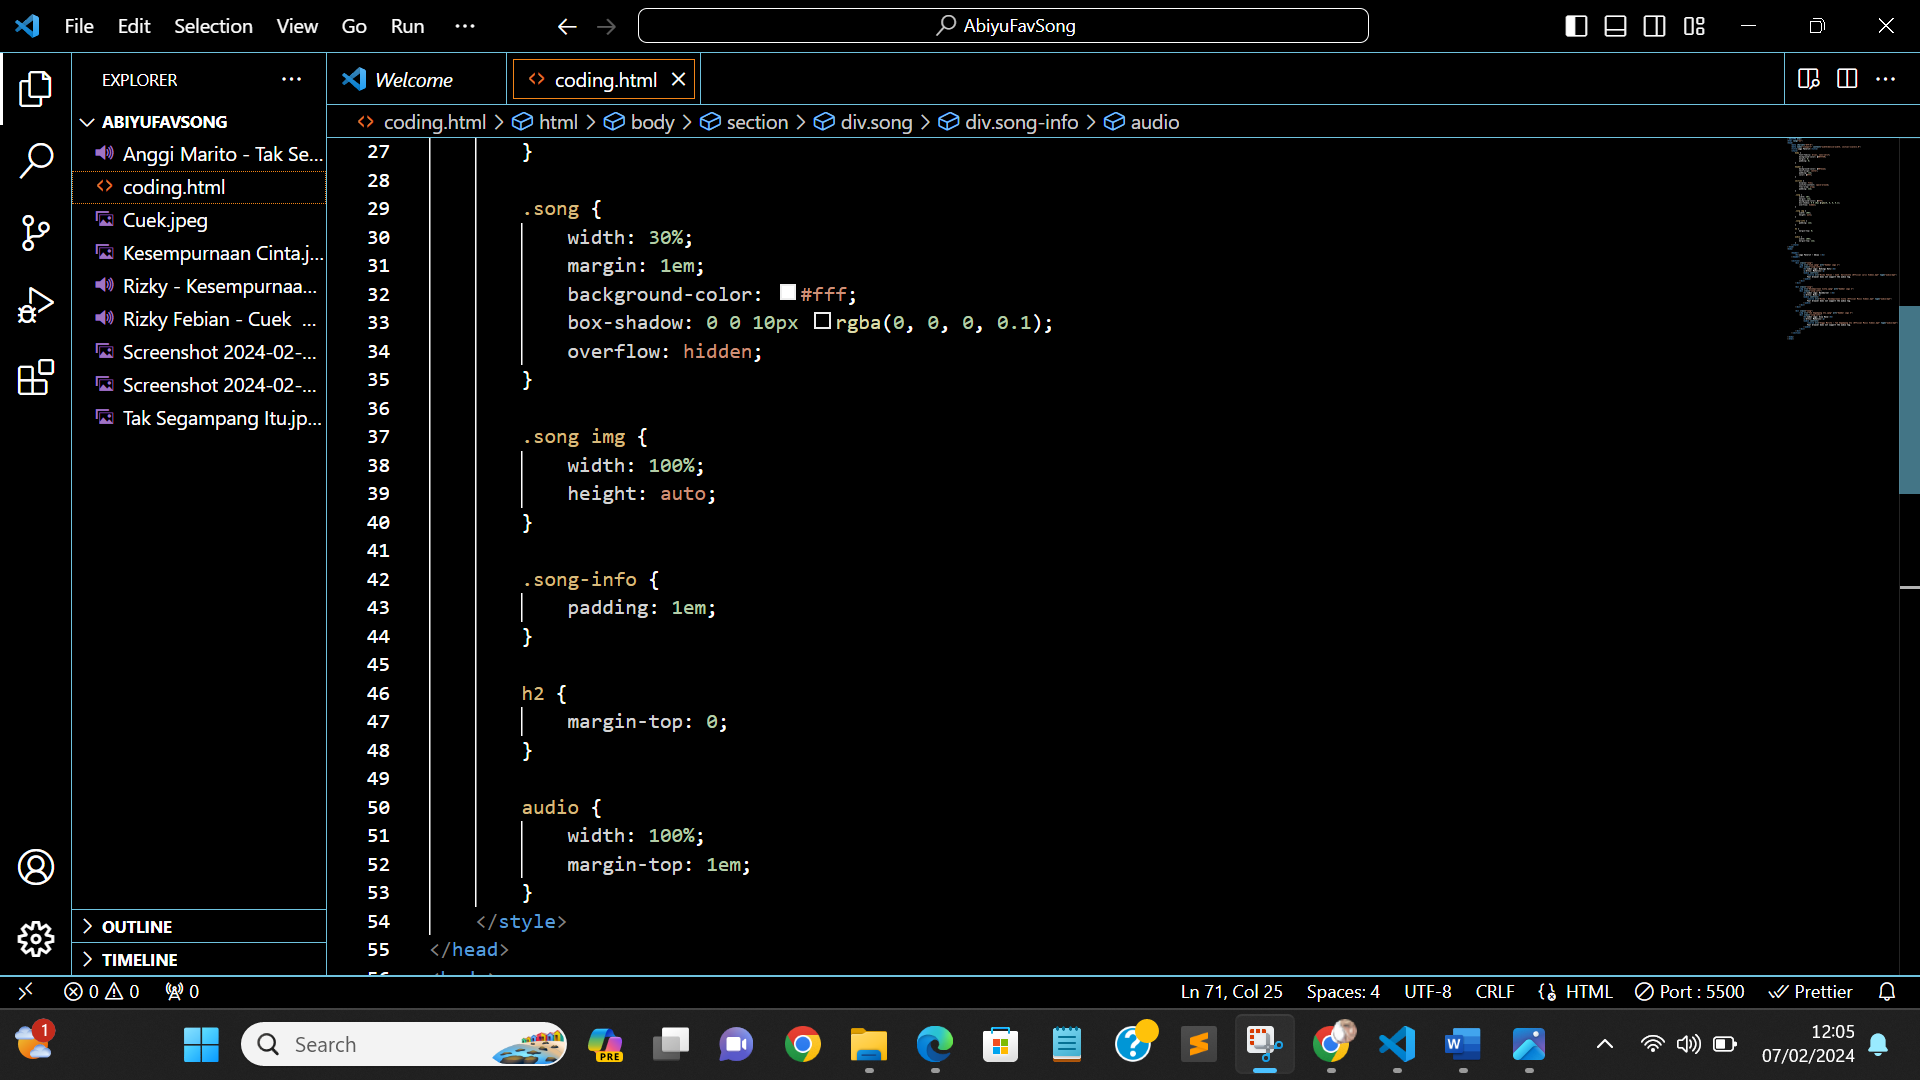 File Edit Selection View Go Run ···
AbiyuFavSong
EXPLORER ···
Welcome
coding.html
ABIYUFAVSONG
coding.html > html > body > section > div.song > div.song-info > audio
Anggi Marito - Tak Se...
coding.html
Cuek.jpeg
Kesempurnaan Cinta.j...
Rizky - Kesempurnaa...
Rizky Febian - Cuek ...
Screenshot 2024-02-...
Screenshot 2024-02-...
Tak Segampang Itu.jp...
OUTLINE
TIMELINE
27 }
28
29 .song {
30 width: 30%;
31 margin: 1em;
32 background-color: #fff;
33 box-shadow: 0 0 10px rgba(0, 0, 0, 0.1);
34 overflow: hidden;
35 }
36
37 .song img {
38 width: 100%;
39 height: auto;
40 }
41
42 .song-info {
43 padding: 1em;
44 }
45
46 h2 {
47 margin-top: 0;
48 }
49
50 audio {
51 width: 100%;
52 margin-top: 1em;
53 }
54 </style>
55 </head>
0 0 0
Ln 71, Col 25 Spaces: 4 UTF-8 CRLF HTML Port : 5500 Prettier
1
Search
PRE
12:05
07/02/2024